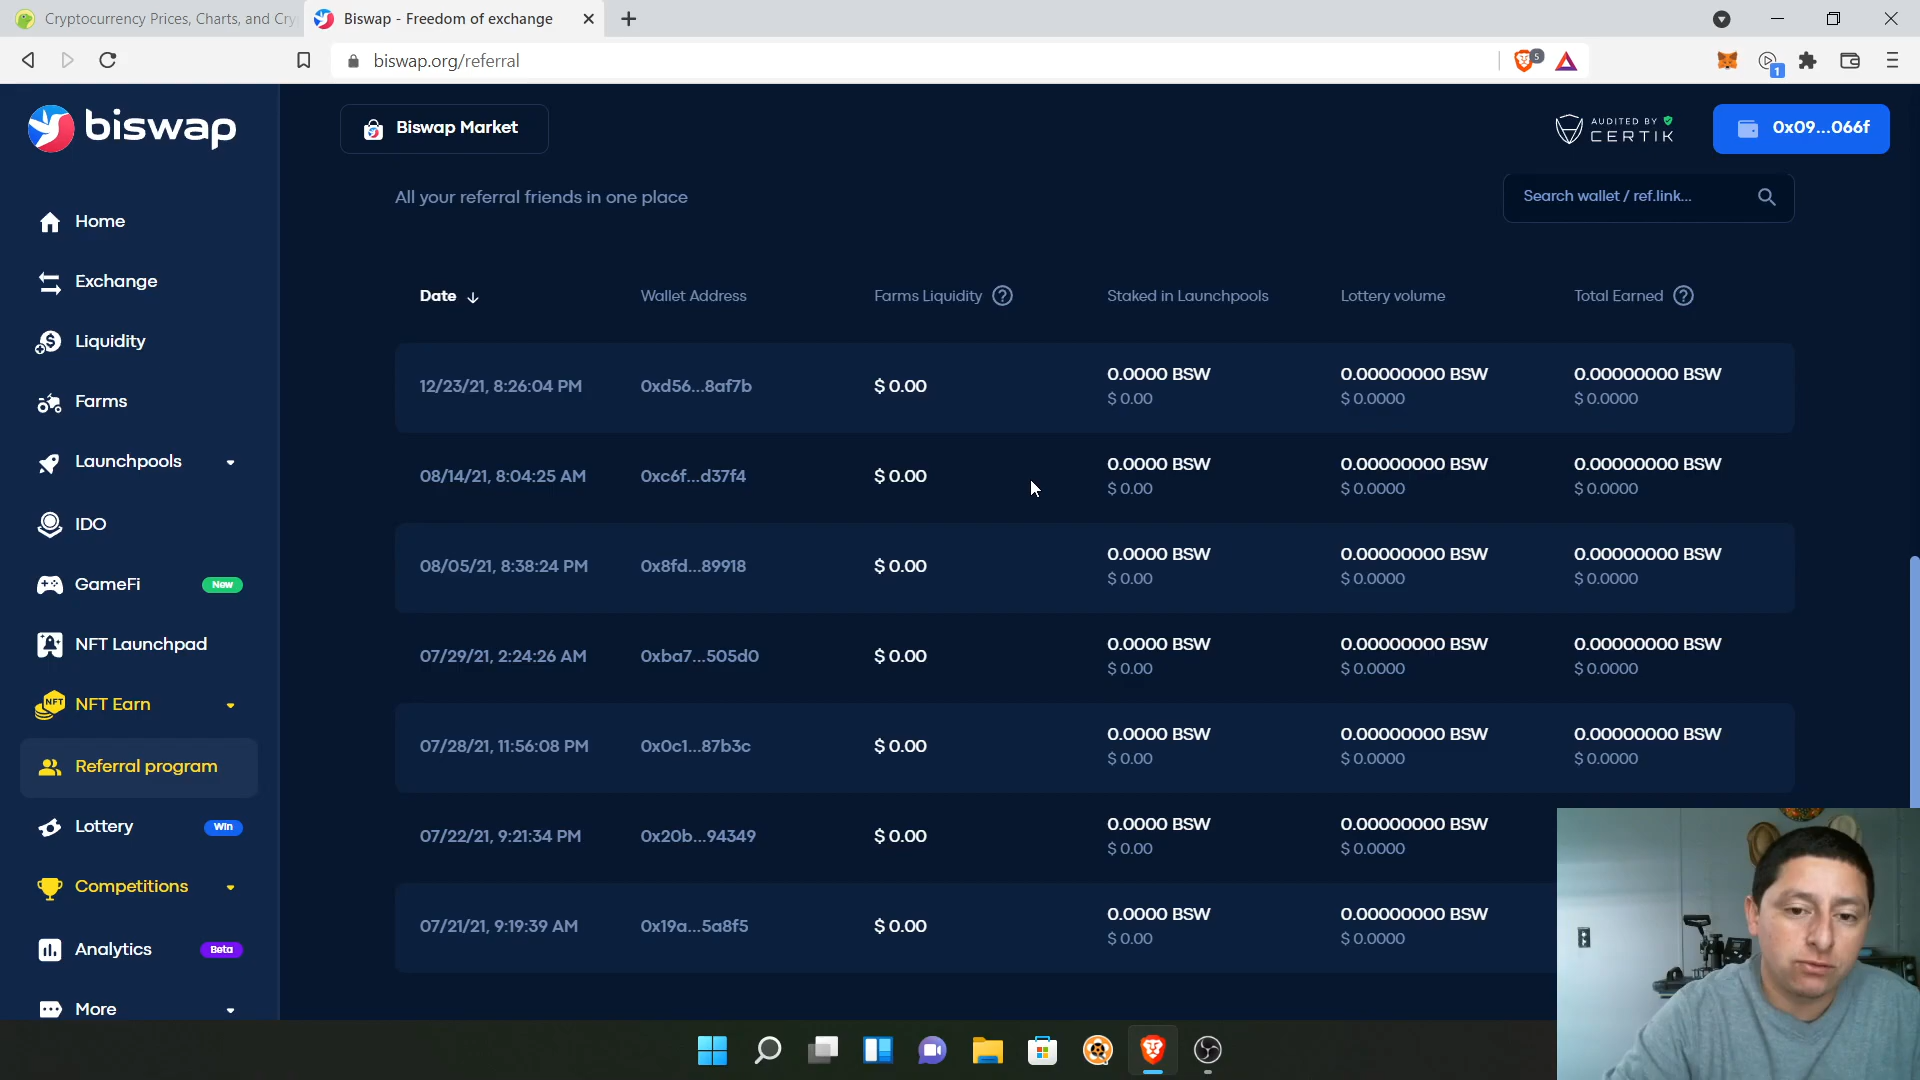 Cryptocurrency Prices, Charts, and Cry
Biswap - Freedom of exchange
biswap.org/referral
5
1
biswap
Biswap Market
AUDITED BY
CERTIK
0x09...066f
Home
Exchange
Liquidity
Farms
Launchpools
IDO
GameFi New
NFT Launchpad
NFT
NFT Earn
Referral program
Lottery Win
Competitions
Analytics Beta
More
All your referral friends in one place
Search wallet / ref.link...
Date Wallet Address Farms Liquidity ? Staked in Launchpools Lottery volume Total Earned ?
12/23/21, 8:26:04 PM 0xd56...8af7b $ 0.00 0.0000 BSW 0.00000000 BSW 0.00000000 BSW
$ 0.00 $ 0.0000 $ 0.0000
08/14/21, 8:04:25 AM 0xc6f...d37f4 $ 0.00 0.0000 BSW 0.00000000 BSW 0.00000000 BSW
$ 0.00 $ 0.0000 $ 0.0000
08/05/21, 8:38:24 PM 0x8fd...89918 $ 0.00 0.0000 BSW 0.00000000 BSW 0.00000000 BSW
$ 0.00 $ 0.0000 $ 0.0000
07/29/21, 2:24:26 AM 0xba7...505d0 $ 0.00 0.0000 BSW 0.00000000 BSW 0.00000000 BSW
$ 0.00 $ 0.0000 $ 0.0000
07/28/21, 11:56:08 PM 0x0c1...87b3c $ 0.00 0.0000 BSW 0.00000000 BSW 0.00000000 BSW
$ 0.00 $ 0.0000 $ 0.0000
07/22/21, 9:21:34 PM 0x20b...94349 $ 0.00 0.0000 BSW 0.00000000 BSW
$ 0.00 $ 0.0000
07/21/21, 9:19:39 AM 0x19a...5a8f5 $ 0.00 0.0000 BSW 0.00000000 BSW
$ 0.00 $ 0.0000